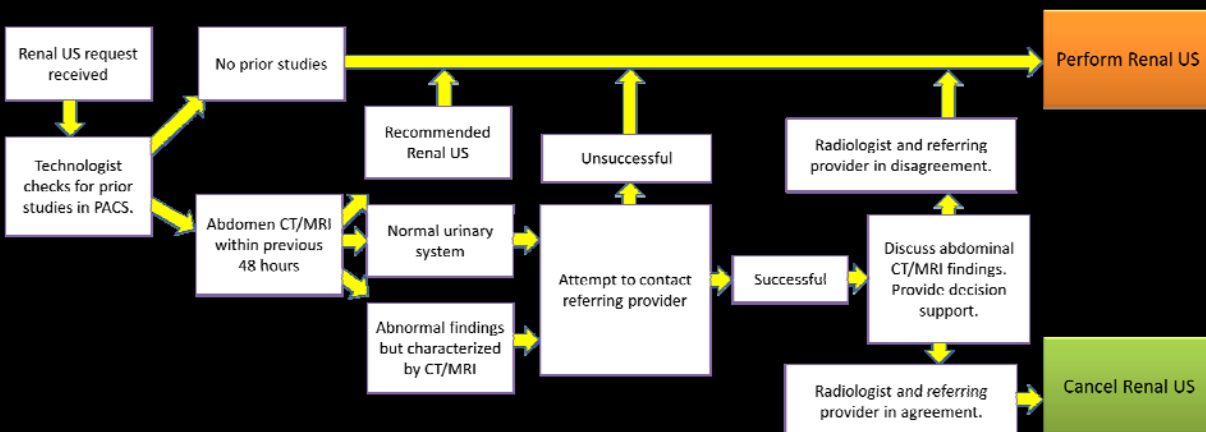 Renal US request
received
No prior studies
Perform Renal US
Technologist
checks for prior
studies in PACS.
Recommended
Renal US
Unsuccessful
Radiologist and referring
provider in disagreement.
Abdomen CT/MRI
within previous
48 hours
Normal urinary
system
Attempt to contact
referring provider
Successful
Discuss abdominal
CT/MRI findings.
Provide decision
support.
Abnormal findings
but characterized
by CT/MRI
Radiologist and referring
provider in agreement.
Cancel Renal US